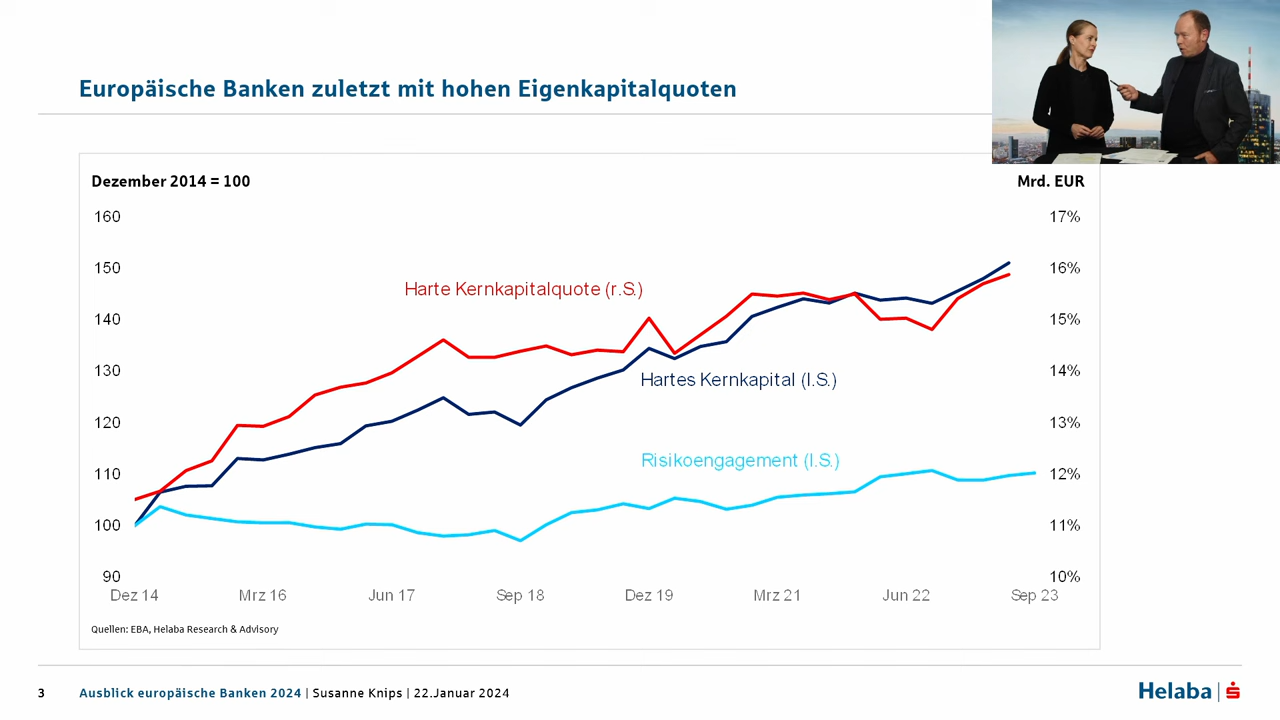 Europäische Banken zuletzt mit hohen Eigenkapitalquoten
Dezember 2014 = 100
Mrd. EUR
160
17%
150
16%
Harte Kernkapitalquote (r.S.)
140
15%
130
14%
Hartes Kernkapital (l.S.)
120
13%
Risikoengagement (l.S.)
110
12%
100
11%
90
10%
Dez 14
Mrz 16
Jun 17
Sep 18
Dez 19
Mrz 21
Jun 22
Sep 23
Quellen: EBA, Helaba Research & Advisory
3
Ausblick europäische Banken 2024 | Susanne Knips | 22.Januar 2024
Helaba